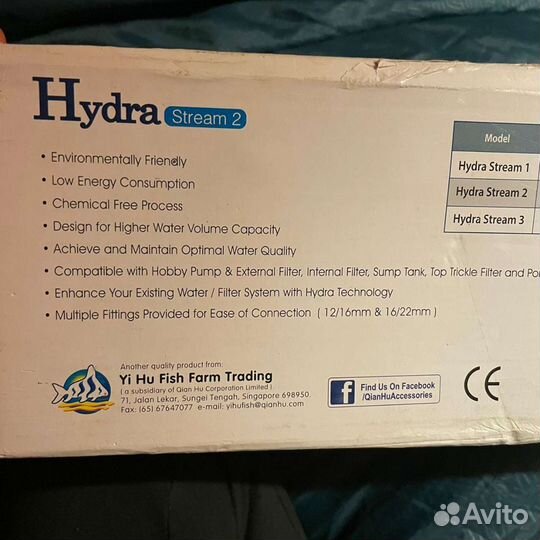 Hydra Stream 2
• Environmentally Friendly
• Low Energy Consumption
• Chemical Free Process
• Design for Higher Water Volume Capacity
• Achieve and Maintain Optimal Water Quality
• Compatible with Hobby Pump & External Filter, Internal Filter, Sump Tank, Top Trickle Filter and Po
• Enhance Your Existing Water / Filter System with Hydra Technology
• Multiple Fittings Provided for Ease of Connection ( 12/16mm & 16/22mm )
Model
Hydra Stream 1
Hydra Stream 2
Hydra Stream 3
Another quality product from:
Yi Hu Fish Farm Trading
( a subsidiary of Qian Hu Corporation Limited )
71, Jalan Lekar, Sungei Tengah, Singapore 698950.
Fax: (65) 67647077 e-mail: yihufish@qianhu.com
f
Find Us On Facebook
/QianHuAccessories
CE
Avito